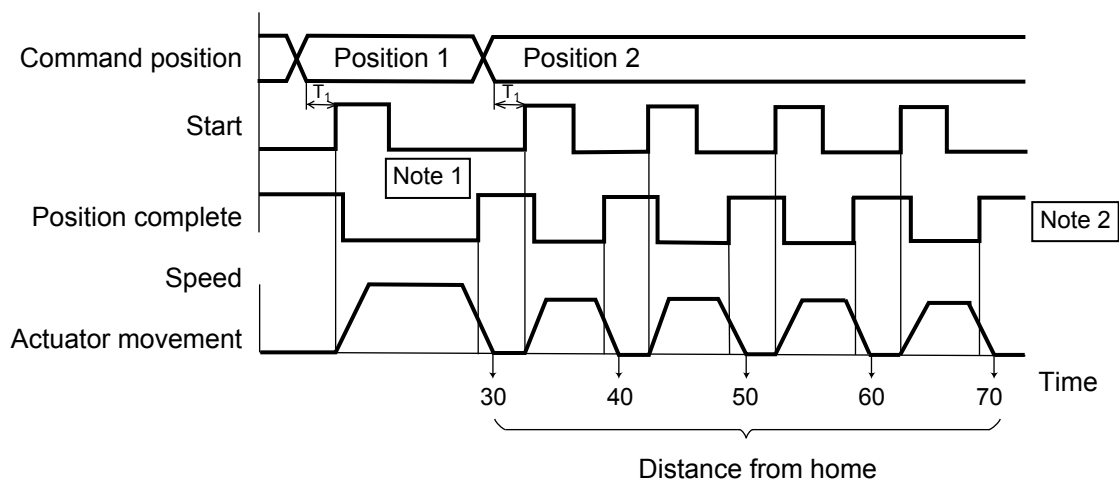 Command position
Position 1
Position 2
T1
T1
Start
Note 1
Position complete
Note 2
Speed
Actuator movement
30
40
50
60
70
Time
Distance from home